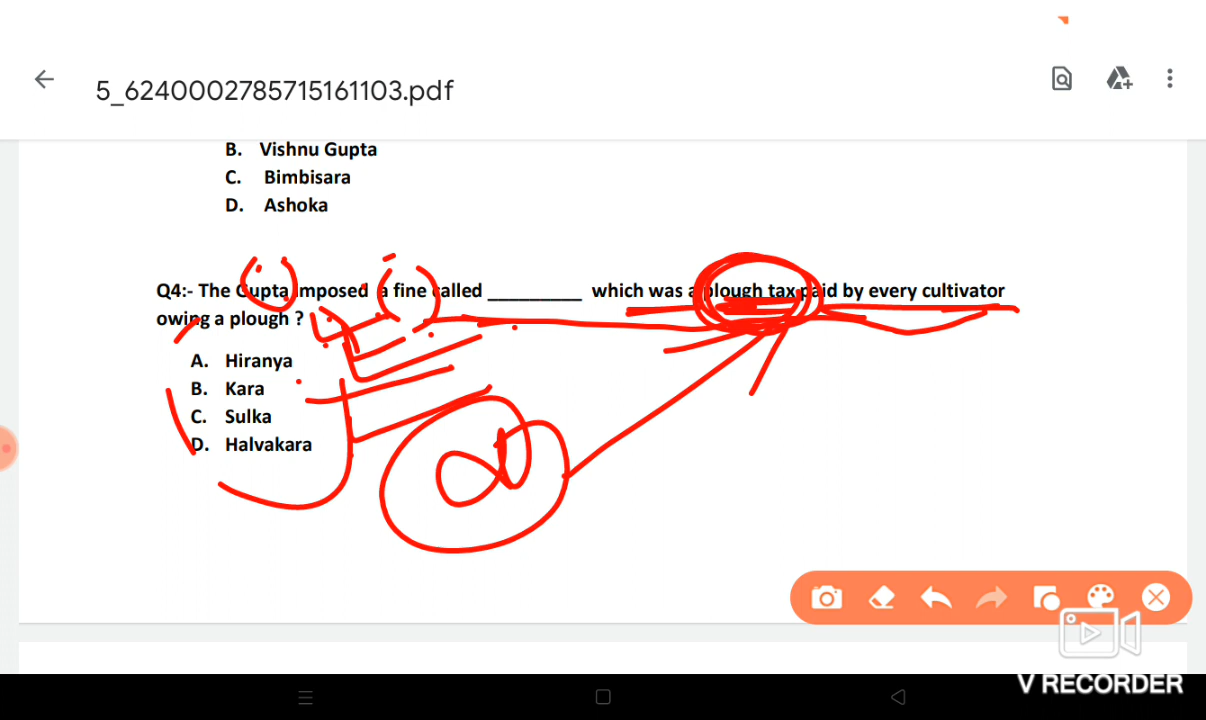 5_6240002785715161103.pdf
B. Vishnu Gupta
C. Bimbisara
D. Ashoka
Q4:- The Gupta imposed a fine called _________ which was a plough tax paid by every cultivator
owing a plough ?
A. Hiranya
B. Kara
C. Sulka
D. Halvakara
V RECORDER